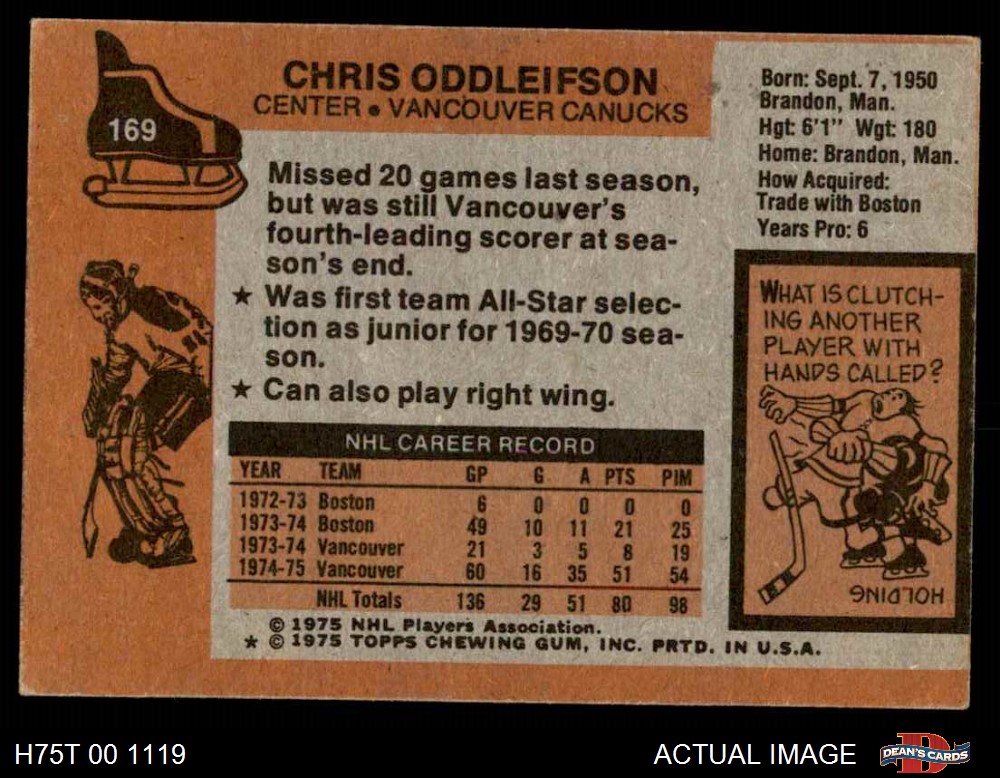 169
CHRIS ODDLEIFSON
CENTER • VANCOUVER CANUCKS
Missed 20 games last season,
but was still Vancouver's
fourth-leading scorer at sea-
son's end.
★ Was first team All-Star selec-
tion as junior for 1969-70 sea-
son.
★ Can also play right wing.
NHL CAREER RECORD
YEAR TEAM GP G A PTS PIM
1972-73 Boston 6 0 0 0 0
1973-74 Boston 49 10 11 21 25
1973-74 Vancouver 21 3 5 8 19
1974-75 Vancouver 60 16 35 51 54
NHL Totals 136 29 51 80 98
© 1975 NHL Players Association.
★ © 1975 TOPPS CHEWING GUM, INC. PRTD. IN U.S.A.
Born: Sept. 7, 1950
Brandon, Man.
Hgt: 6'1" Wgt: 180
Home: Brandon, Man.
How Acquired:
Trade with Boston
Years Pro: 6
WHAT IS CLUTCH-
ING ANOTHER
PLAYER WITH
HANDS CALLED?
HOLDING
H75T 00 1119
ACTUAL IMAGE
DEAN'S CARDS